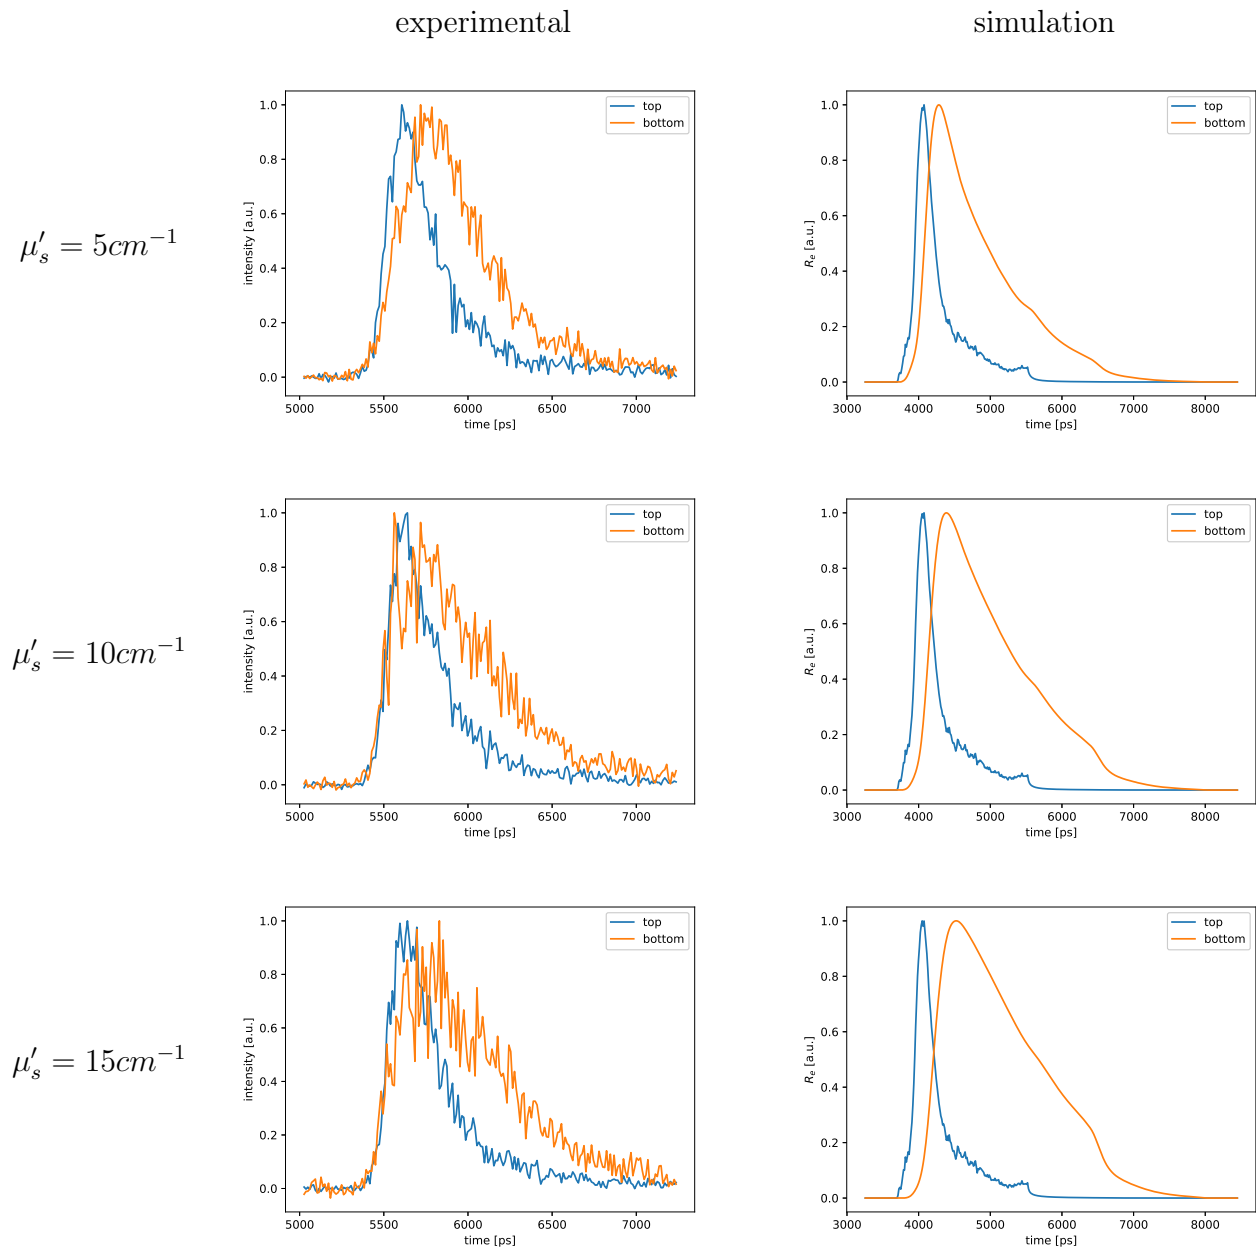 experimental simulation
μ′ₛ = 5cm⁻¹
1.0
0.8
0.6
0.4
0.2
0.0
intensity [a.u.]
5000 5500 6000 6500 7000
time [ps]
top
bottom
1.0
0.8
0.6
0.4
0.2
0.0
Rₑ [a.u.]
3000 4000 5000 6000 7000 8000
time [ps]
top
bottom
μ′ₛ = 10cm⁻¹
1.0
0.8
0.6
0.4
0.2
0.0
intensity [a.u.]
5000 5500 6000 6500 7000
time [ps]
top
bottom
1.0
0.8
0.6
0.4
0.2
0.0
Rₑ [a.u.]
3000 4000 5000 6000 7000 8000
time [ps]
top
bottom
μ′ₛ = 15cm⁻¹
1.0
0.8
0.6
0.4
0.2
0.0
intensity [a.u.]
5000 5500 6000 6500 7000
time [ps]
top
bottom
1.0
0.8
0.6
0.4
0.2
0.0
Rₑ [a.u.]
3000 4000 5000 6000 7000 8000
time [ps]
top
bottom